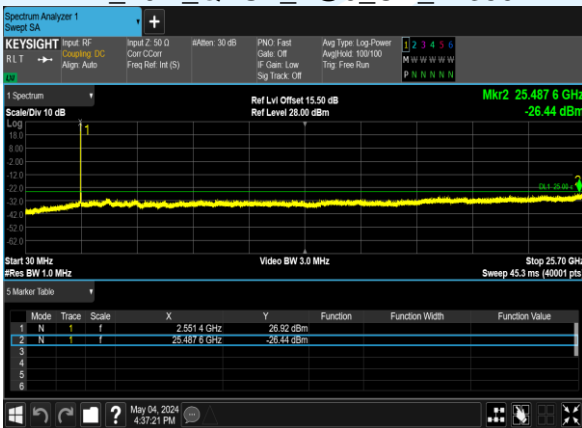 Spectrum Analyzer 1
Swept SA
+
KEYSIGHT
RLT
LW
Input: RF
Coupling: DC
Align: Auto
Input Z: 50 Ω
Corr CCorr
Freq Ref: Int (S)
#Atten: 30 dB
PNO: Fast
Gate: Off
IF Gain: Low
Sig Track: Off
Avg Type: Log-Power
Avg|Hold: 100/100
Trig: Free Run
1 2 3 4 5 6
M W W W W W
P N N N N N
1 Spectrum
Scale/Div 10 dB
Ref Lvl Offset 15.50 dB
Ref Level 28.00 dBm
Mkr2 25.487 6 GHz
-26.44 dBm
Log
18.0
8.00
-2.00
-12.0
-22.0
-32.0
-42.0
-52.0
-62.0
1
Start 30 MHz
#Res BW 1.0 MHz
Video BW 3.0 MHz
Stop 25.70 GHz
Sweep 45.3 ms (40001 pts
5 Marker Table
Mode Trace Scale X Y Function Function Width Function Value
1 N 1 f 2.551 4 GHz 26.92 dBm
2 N 1 f 25.487 6 GHz -26.44 dBm
3
4
5
6
?
May 04, 2024
4:37:21 PM